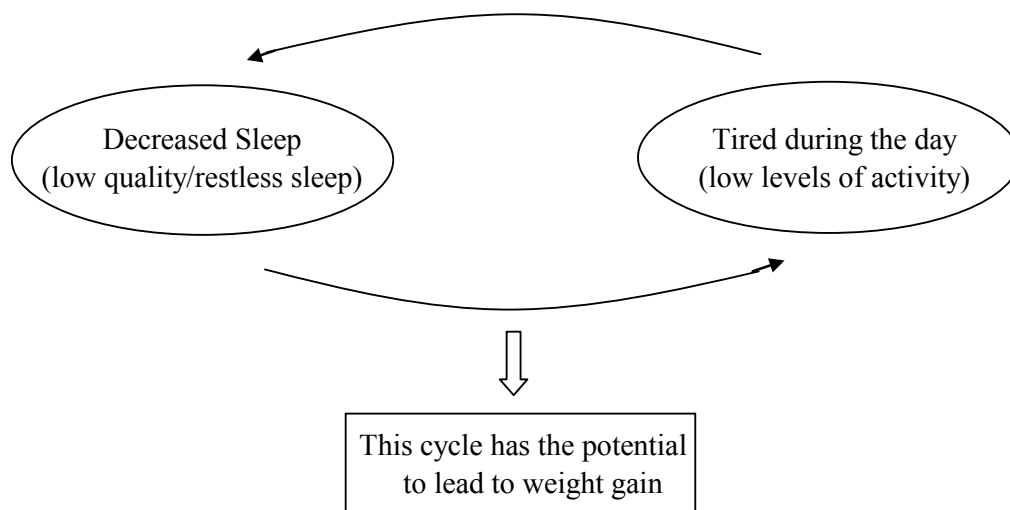 Decreased Sleep
(low quality/restless sleep)
Tired during the day
(low levels of activity)
This cycle has the potential
to lead to weight gain